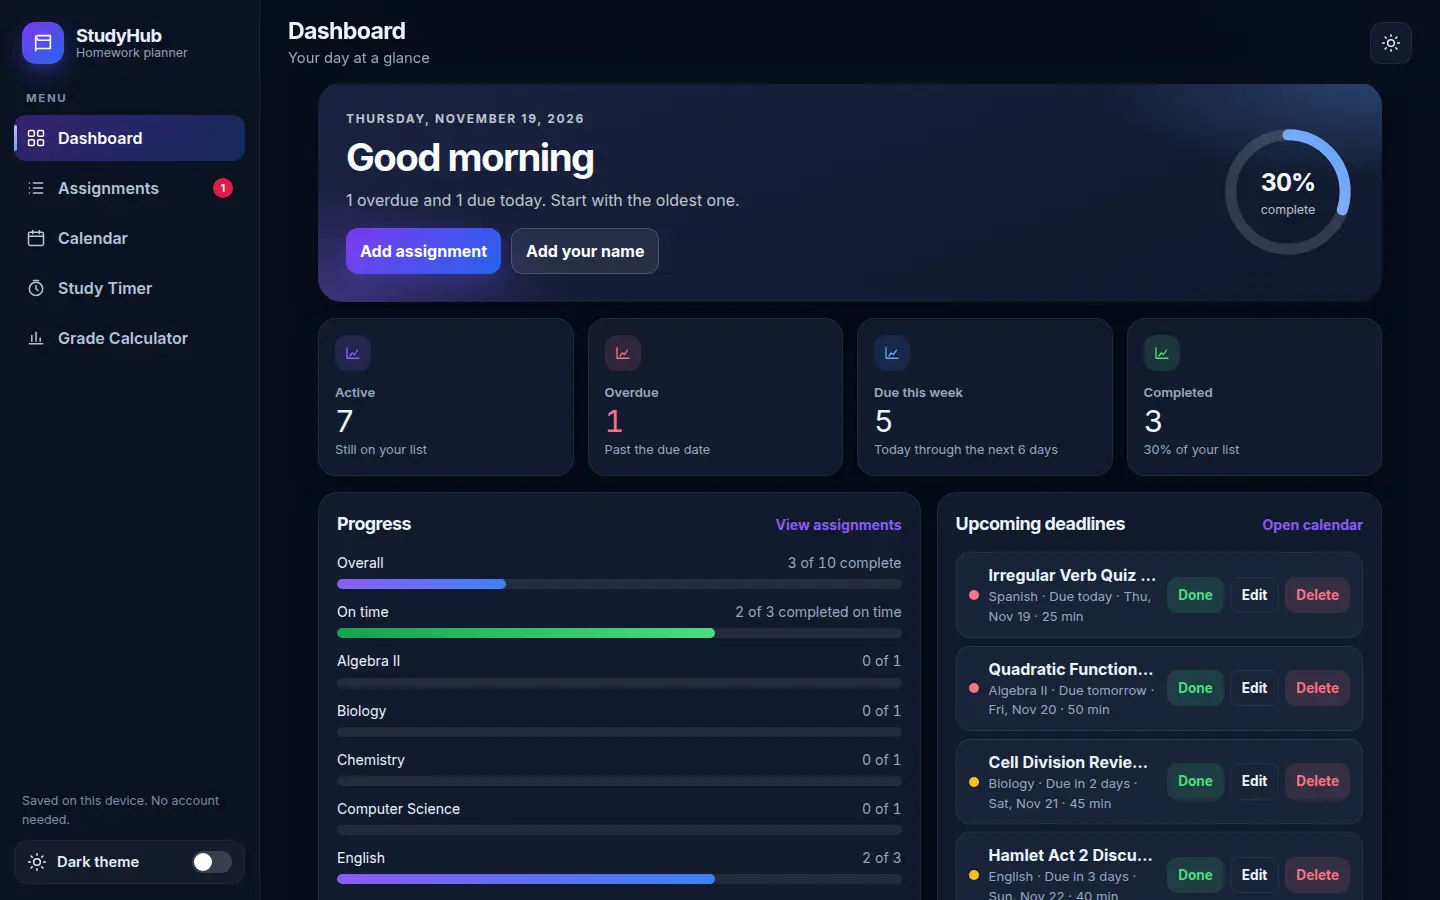 StudyHub
Homework planner
MENU
Dashboard
Assignments
1
Calendar
Study Timer
Grade Calculator
Saved on this device. No account
needed.
Dark theme
Dashboard
Your day at a glance
THURSDAY, NOVEMBER 19, 2026
Good morning
1 overdue and 1 due today. Start with the oldest one.
Add assignment
Add your name
30%
complete
Active
7
Still on your list
Overdue
1
Past the due date
Due this week
5
Today through the next 6 days
Completed
3
30% of your list
Progress
View assignments
Overall
3 of 10 complete
On time
2 of 3 completed on time
Algebra II
0 of 1
Biology
0 of 1
Chemistry
0 of 1
Computer Science
0 of 1
English
2 of 3
Upcoming deadlines
Open calendar
Irregular Verb Quiz ...
Spanish · Due today · Thu,
Nov 19 · 25 min
Done
Edit
Delete
Quadratic Function...
Algebra II · Due tomorrow ·
Fri, Nov 20 · 50 min
Done
Edit
Delete
Cell Division Revie...
Biology · Due in 2 days ·
Sat, Nov 21 · 45 min
Done
Edit
Delete
Hamlet Act 2 Discu...
English · Due in 3 days ·
Sun, Nov 22 · 40 min
Done
Edit
Delete